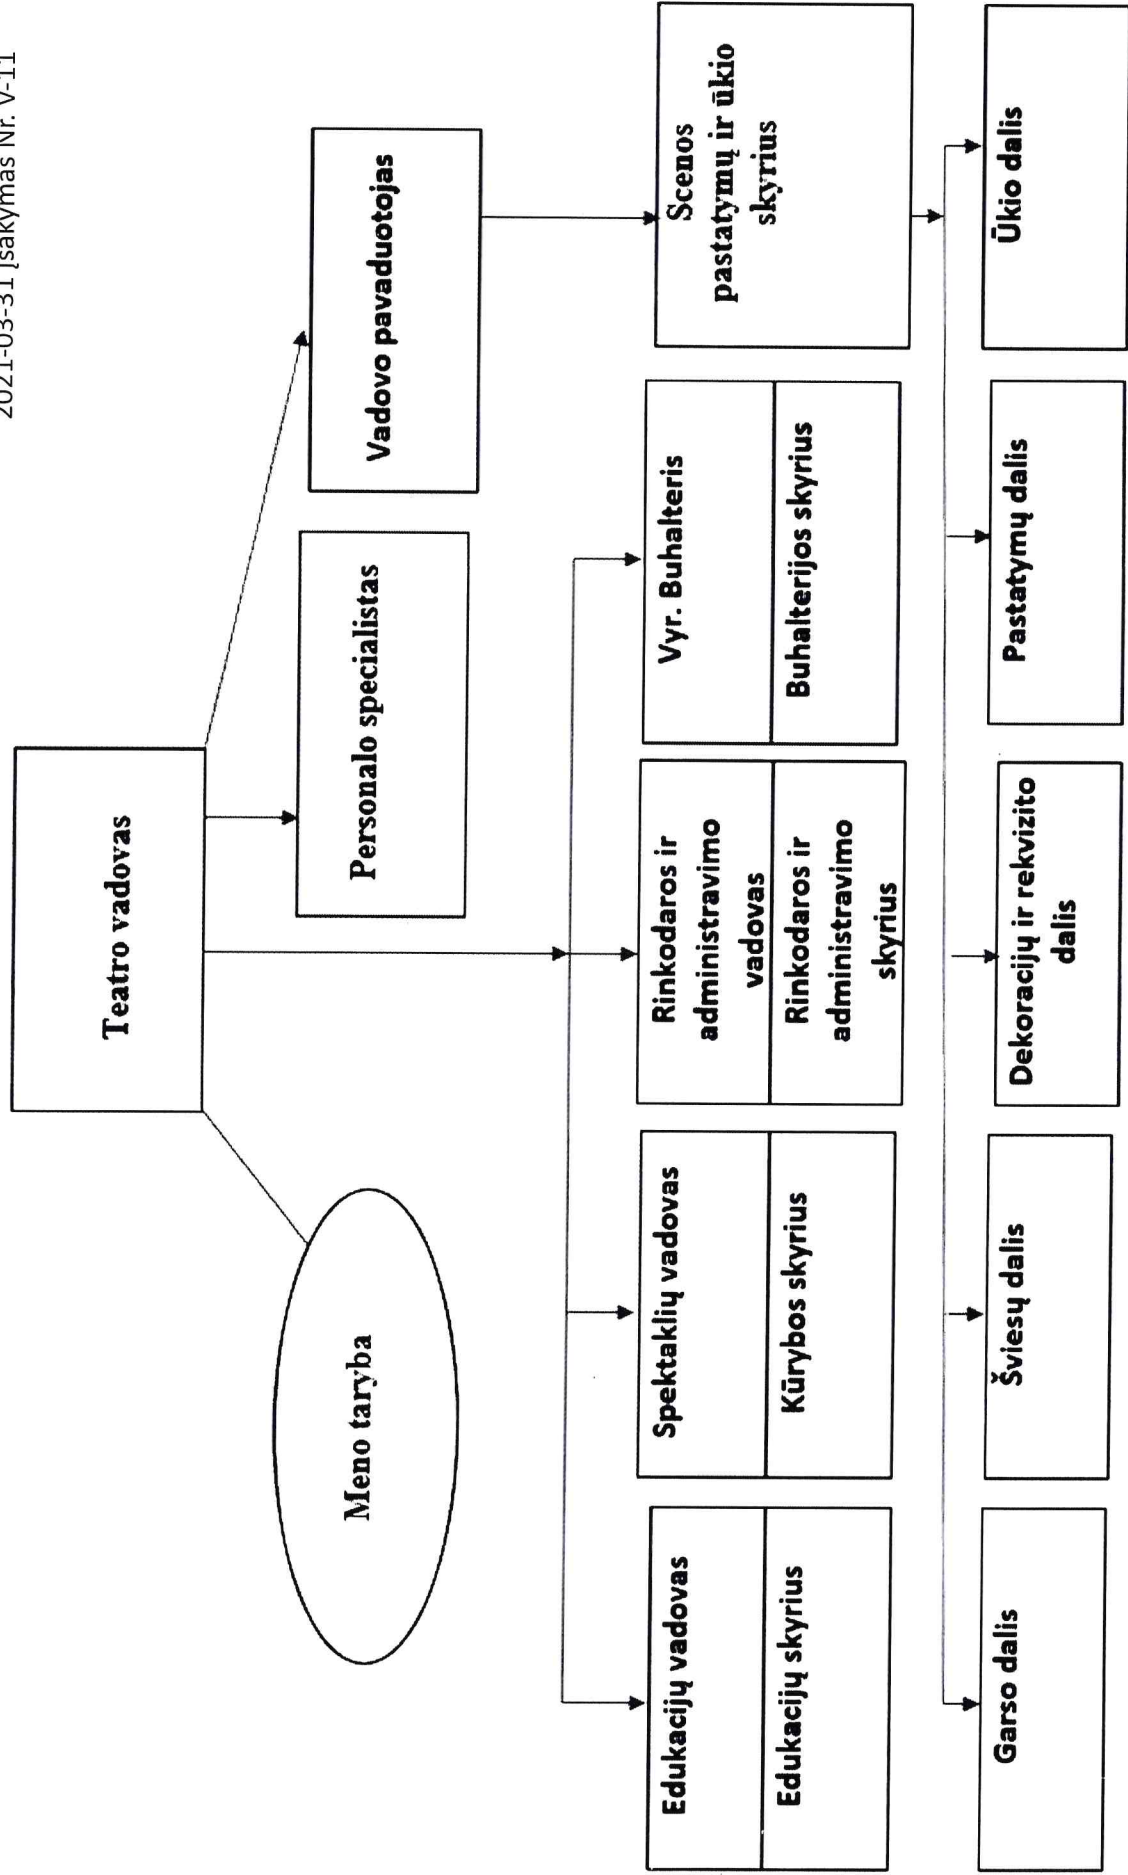 2021-03-31 Įsakymas Nr. V-11
Teatro vadovas
Meno taryba
Personalo specialistas
Vadovo pavaduotojas
Edukacijų vadovas
Edukacijų skyrius
Spektaklių vadovas
Kūrybos skyrius
Rinkodaros ir
administravimo
vadovas
Rinkodaros ir
administravimo
skyrius
Vyr. Buhalteris
Buhalterijos skyrius
Scenos
pastatymų ir ūkio
skyrius
Garso dalis
Šviesų dalis
Dekoracijų ir rekvizito
dalis
Pastatymų dalis
Ūkio dalis